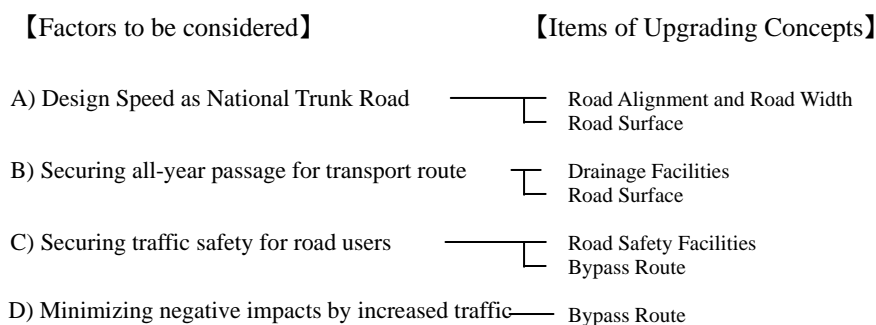 【Factors to be considered】 【Items of Upgrading Concepts】
A) Design Speed as National Trunk Road Road Alignment and Road Width
Road Surface
B) Securing all-year passage for transport route Drainage Facilities
Road Surface
C) Securing traffic safety for road users Road Safety Facilities
Bypass Route
D) Minimizing negative impacts by increased traffic Bypass Route